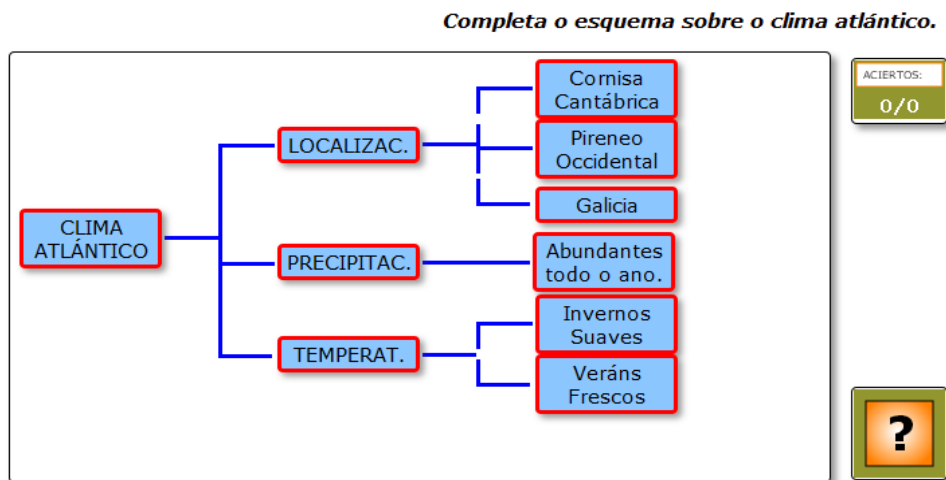 Completa o esquema sobre o clima atlántico.
ACIERTOS:
0/0
CLIMA
ATLÁNTICO
LOCALIZAC.
Cornisa
Cantábrica
Pireneo
Occidental
Galicia
PRECIPITAC.
Abundantes
todo o ano.
TEMPERAT.
Invernos
Suaves
Veráns
Frescos
?